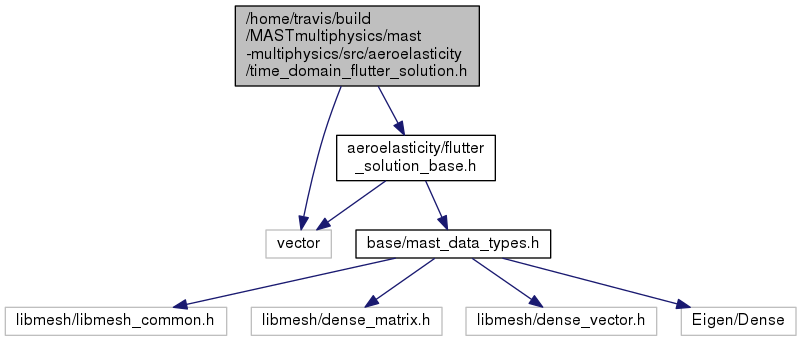 /home/travis/build
/MASTmultiphysics/mast
-multiphysics/src/aeroelasticity
/time_domain_flutter_solution.h
aeroelasticity/flutter
_solution_base.h
vector
base/mast_data_types.h
libmesh/libmesh_common.h
libmesh/dense_matrix.h
libmesh/dense_vector.h
Eigen/Dense